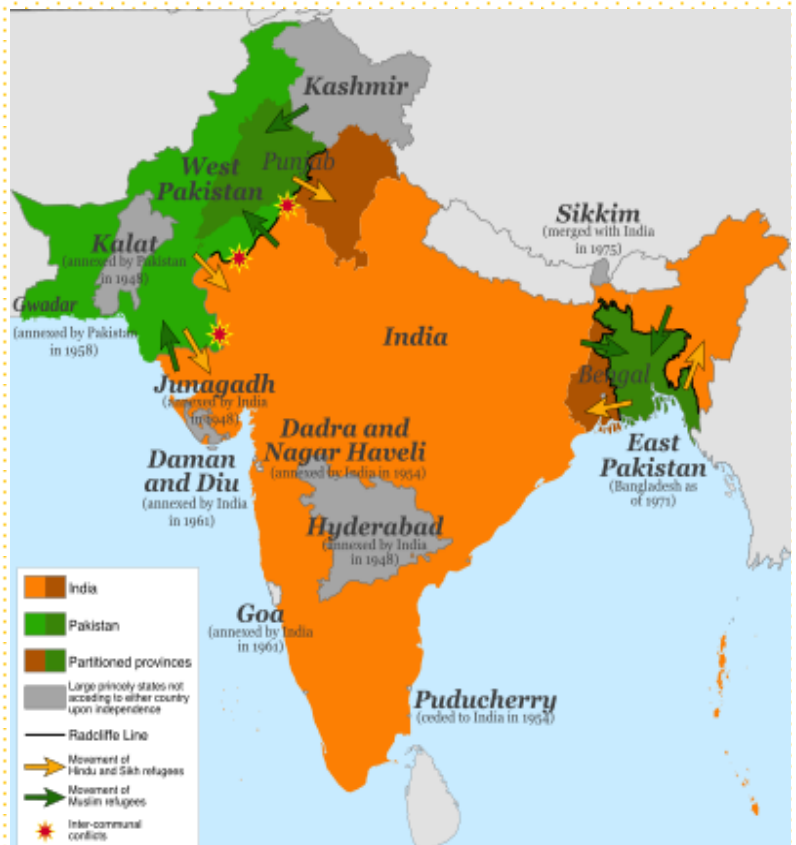 Kashmir
Punjab
West
Pakistan
Sikkim
(merged with India
in 1975)
Kalat
(annexed by Pakistan
in 1948)
Gwadar
(annexed by Pakistan
in 1958)
India
Bengal
Junagadh
(annexed by India
in 1948)
Dadra and
Nagar Haveli
(annexed by India in 1954)
East
Pakistan
(Bangladesh as
of 1971)
Daman
and Diu
(annexed by India
in 1961)
Hyderabad
(annexed by India
in 1948)
Goa
(annexed by India
in 1961)
Puducherry
(ceded to India in 1954)
India
Pakistan
Partitioned provinces
Large princely states not
acceding to either country
upon independence
Radcliffe Line
Movement of
Hindu and Sikh refugees
Movement of
Muslim refugees
Inter-communal
conflicts